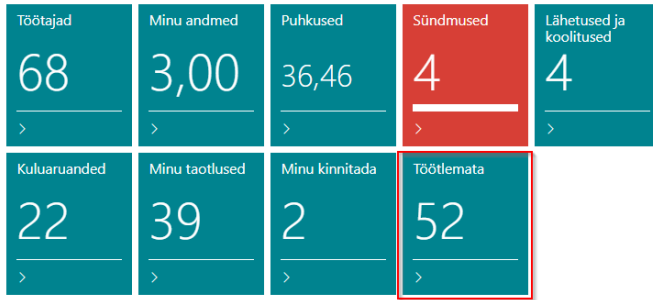 Töötajad
68
Minu andmed
3,00
Puhkused
36,46
Sündmused
4
Lähetused ja
koolitused
4
Kuluaruanded
22
Minu taotlused
39
Minu kinnitada
2
Töötlemata
52